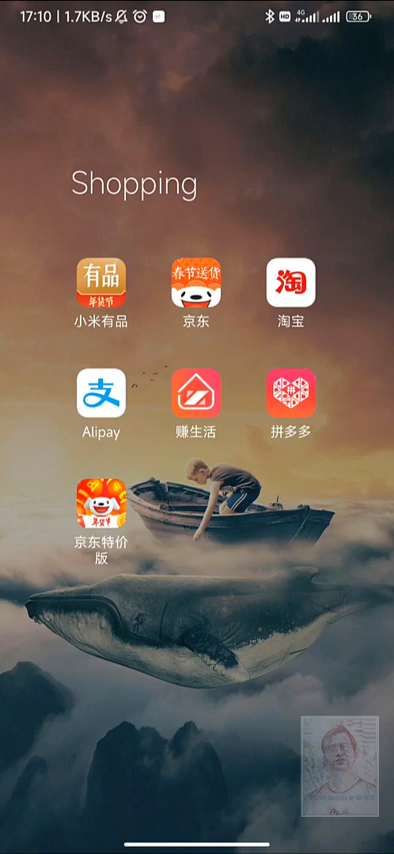 17:10 | 1.7KB/s
HD 4G 36
Shopping
有品
年货节
小米有品
春节送货
京东
淘
淘宝
支
Alipay
赚生活
拼
拼多多
年货节
京东特价
版